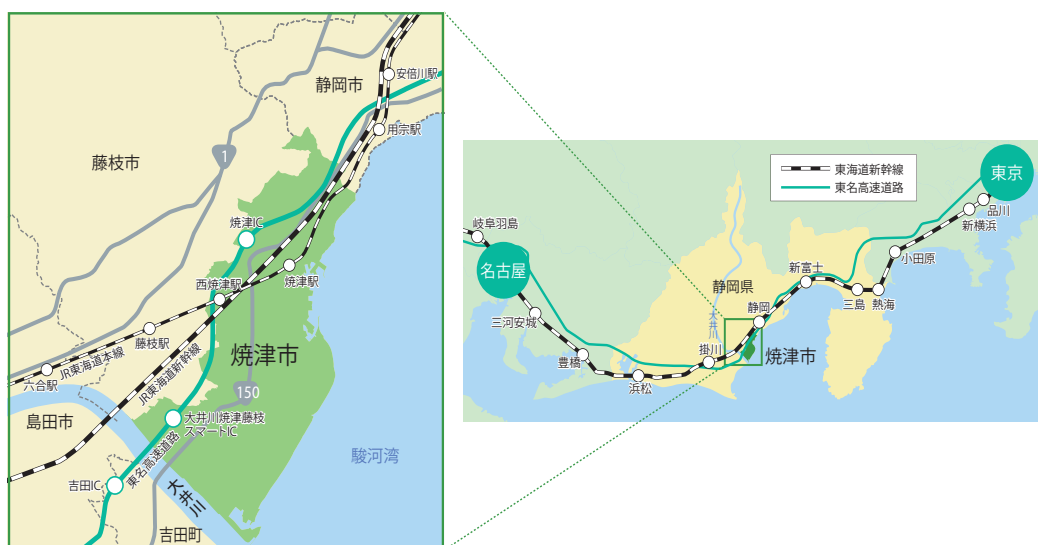 安倍川駅
静岡市
用宗駅
藤枝市
1
焼津IC
西焼津駅
焼津駅
藤枝駅
焼津市
JR東海道本線
JR東海道新幹線
六合駅
150
島田市
大井川焼津藤枝
スマートIC
東名高速道路
駿河湾
吉田IC
大井川
吉田町
東海道新幹線
東名高速道路
東京
品川
新横浜
小田原
岐阜羽島
名古屋
新富士
三島
熱海
静岡県
静岡
大井川
三河安城
掛川
焼津市
豊橋
浜松